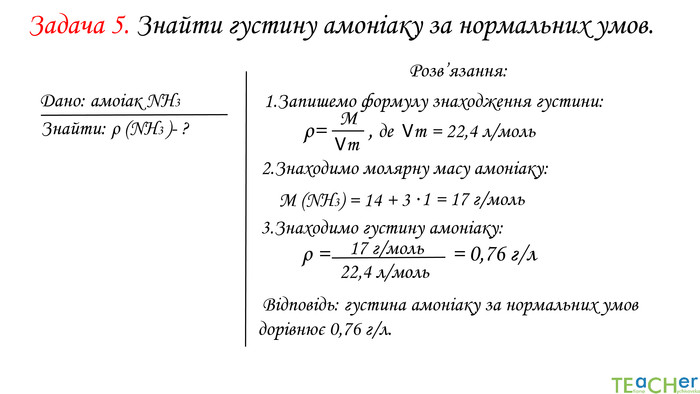 Задача 5. Знайти густину амоніаку за нормальних умов.
Розв’язання:
Дано: амоіак NH₃
Знайти: ρ (NH₃ )- ?
1.Запишемо формулу знаходження густини:
ρ= M / Vm , де Vm = 22,4 л/моль
2.Знаходимо молярну масу амоніаку:
M (NH₃) = 14 + 3 · 1 = 17 г/моль
3.Знаходимо густину амоніаку:
ρ = 17 г/моль / 22,4 л/моль = 0,76 г/л
Відповідь: густина амоніаку за нормальних умов
дорівнює 0,76 г/л.
TEaCHer